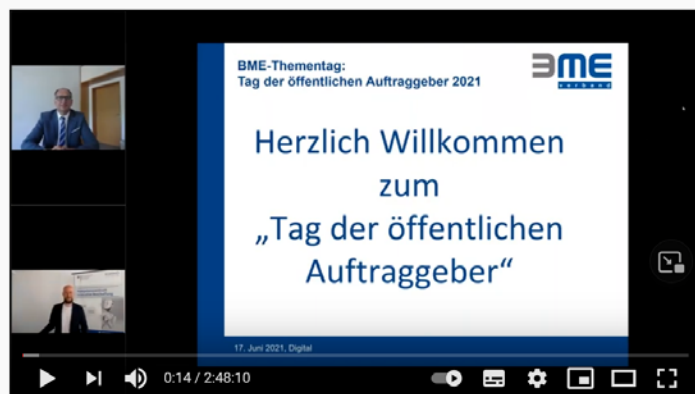 BME-Thementag:
Tag der öffentlichen Auftraggeber 2021
BME
verband
Herzlich Willkommen
zum
„Tag der öffentlichen
Auftraggeber“
17. Juni 2021, Digital
0:14 / 2:48:10